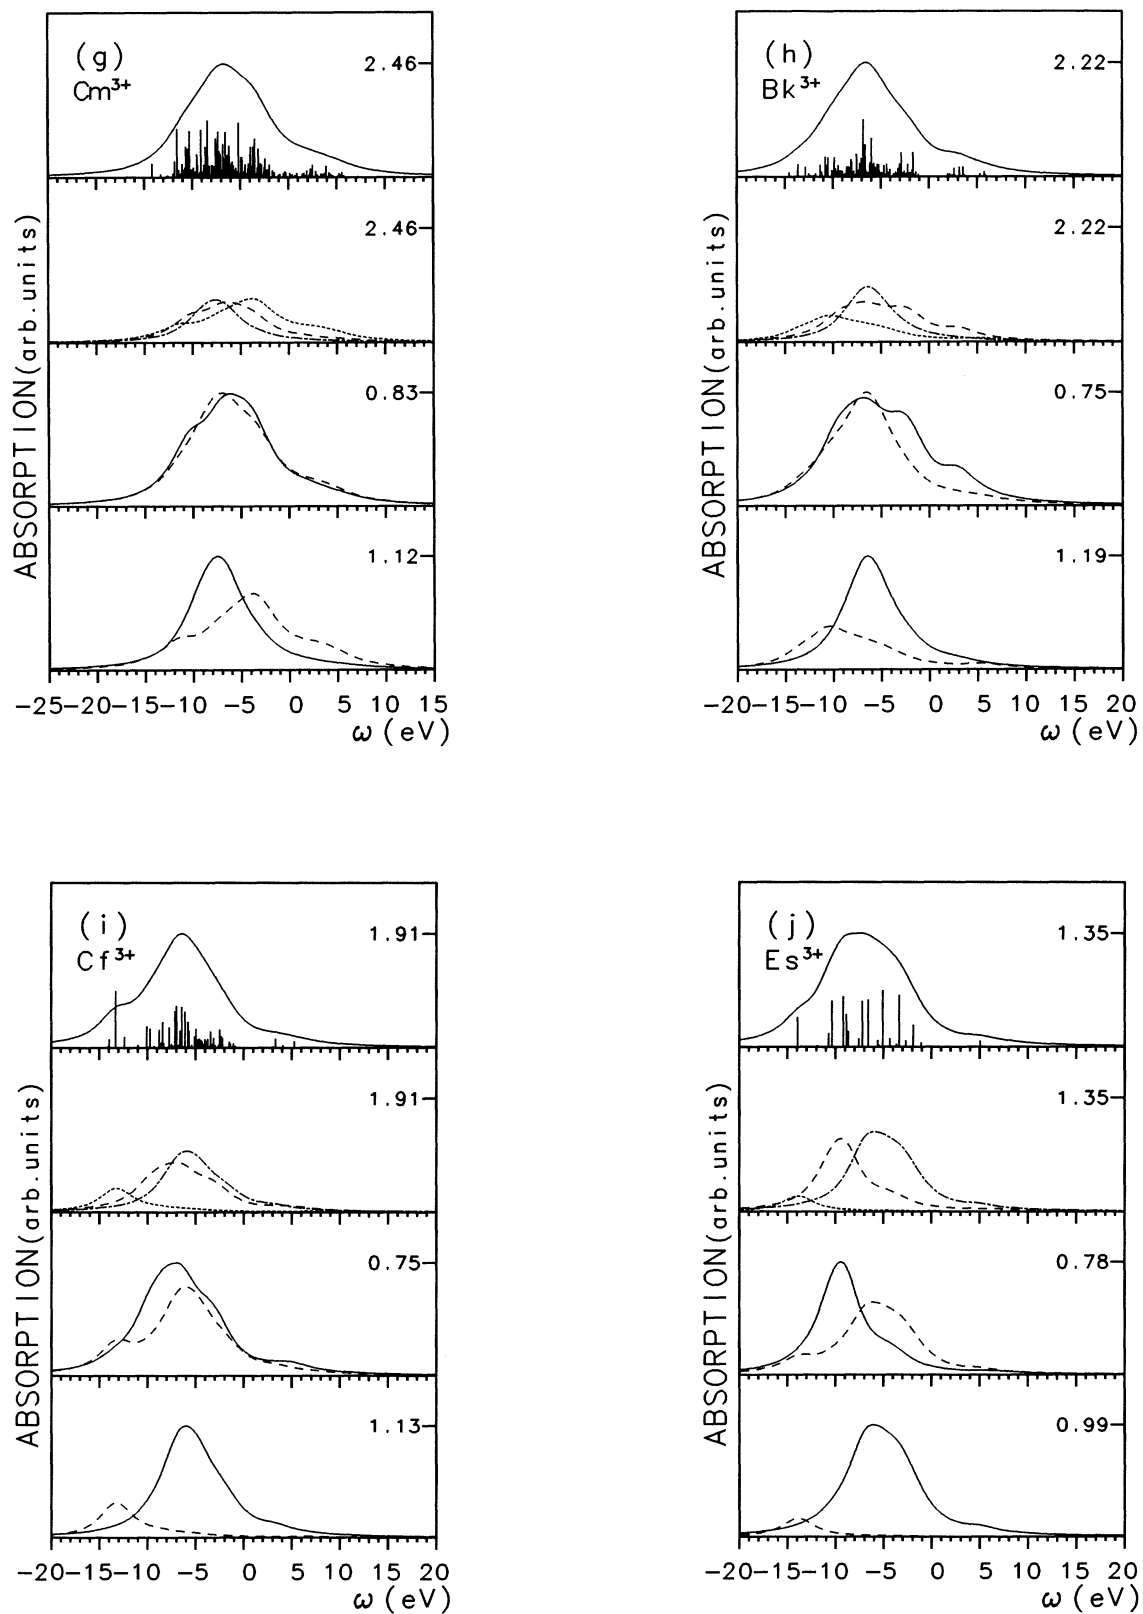 (g)
Cm³⁺
2.46
2.46
0.83
1.12
ABSORPTION(arb.units)
-25-20-15-10 -5 0 5 10 15
ω (eV)
(h)
Bk³⁺
2.22
2.22
0.75
1.19
ABSORPTION(arb.units)
-20-15-10 -5 0 5 10 15 20
ω (eV)
(i)
Cf³⁺
1.91
1.91
0.75
1.13
ABSORPTION(arb.units)
-20-15-10 -5 0 5 10 15 20
ω (eV)
(j)
Es³⁺
1.35
1.35
0.78
0.99
ABSORPTION(arb.units)
-20-15-10 -5 0 5 10 15 20
ω (eV)